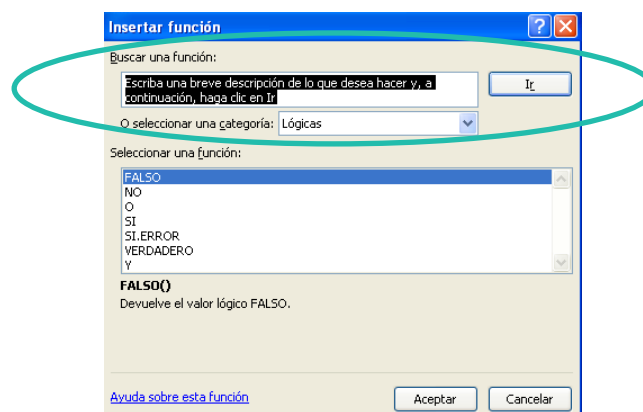 Insertar función
Buscar una función:
Escriba una breve descripción de lo que desea hacer y, a
continuación, haga clic en Ir
Ir
O seleccionar una categoría: Lógicas
Seleccionar una función:
FALSO
NO
O
SI
SI.ERROR
VERDADERO
Y
FALSO()
Devuelve el valor lógico FALSO.
Ayuda sobre esta función
Aceptar
Cancelar